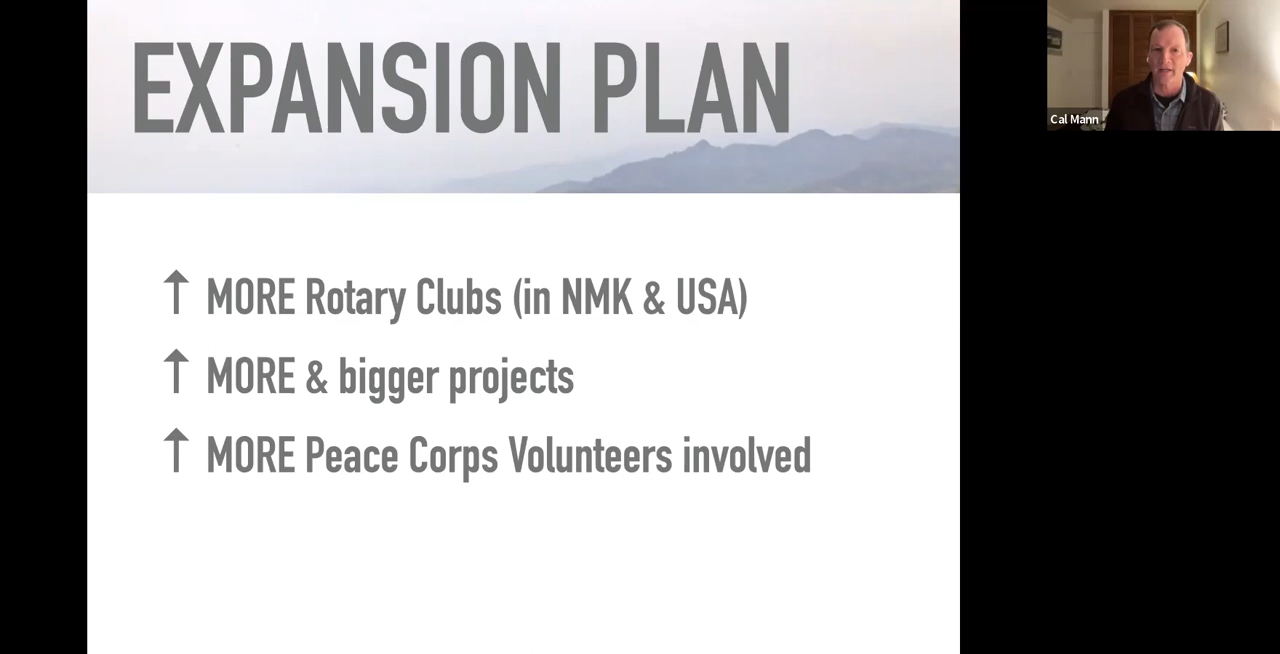 EXPANSION PLAN
↑ MORE Rotary Clubs (in NMK & USA)
↑ MORE & bigger projects
↑ MORE Peace Corps Volunteers involved
Cal Mann